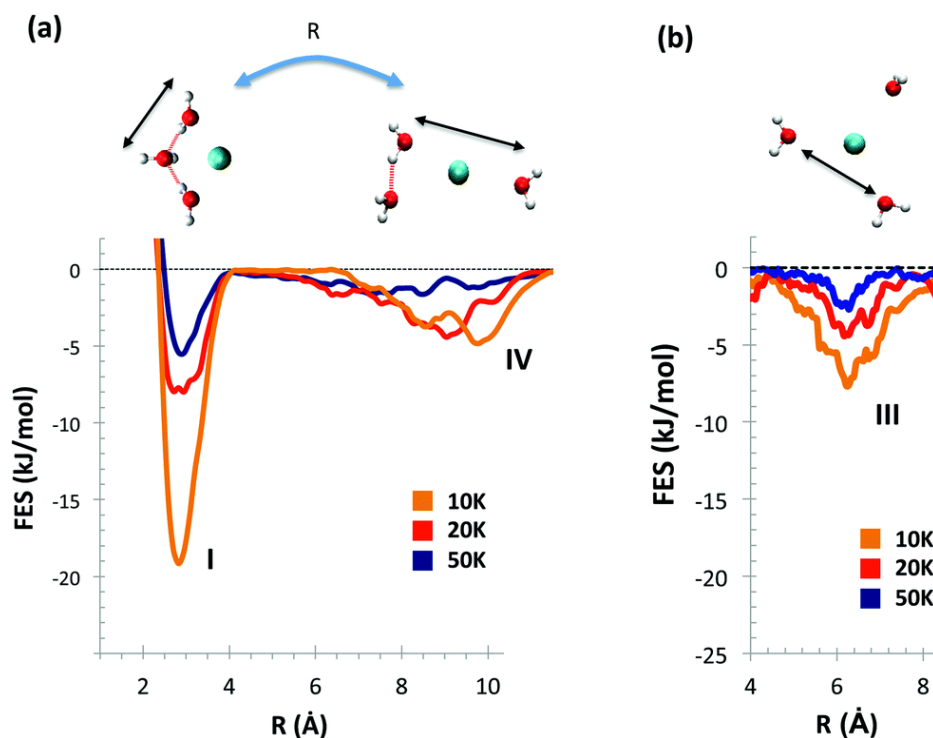 (a)
R
(b)
0
-5
-10
-15
-20
FES (kJ/mol)
I
IV
10K
20K
50K
2
4
6
8
10
R (Å)
0
-5
-10
-15
-20
-25
FES (kJ/mol)
III
10K
20K
50K
4
6
8
R (Å)